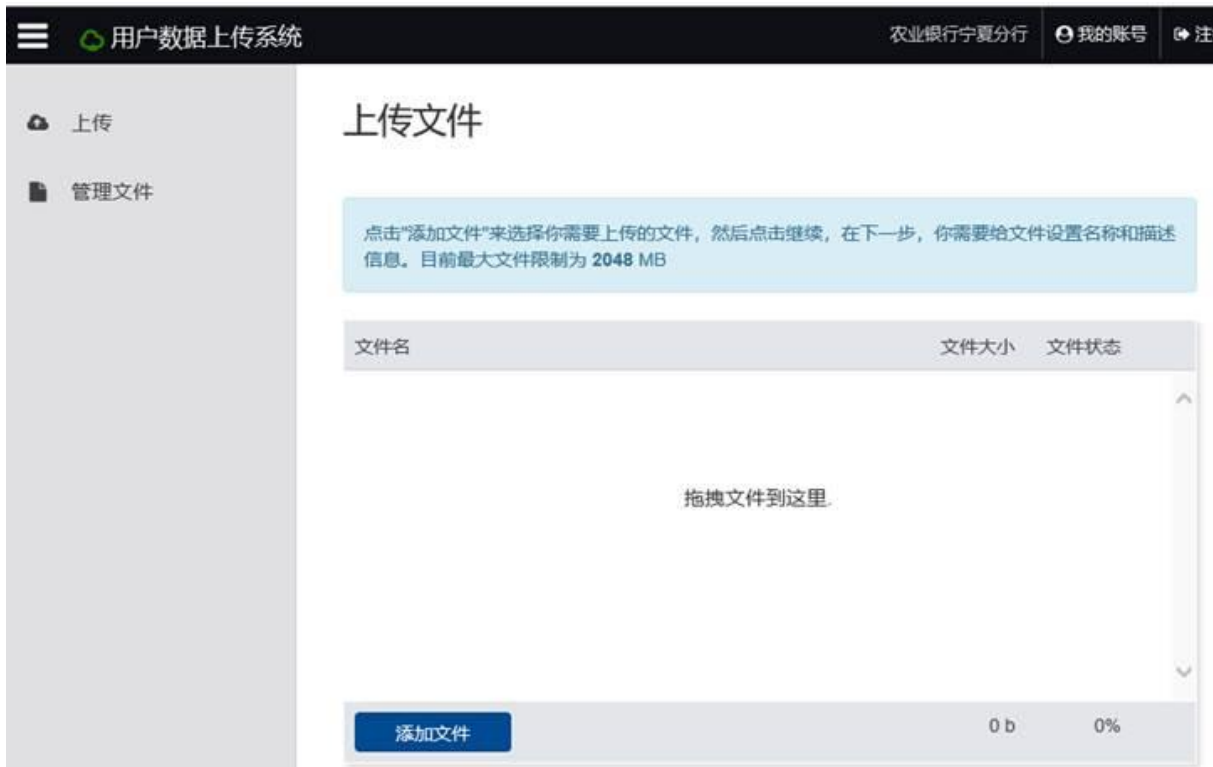 用户数据上传系统 农业银行宁夏分行 我的账号 注
上传
管理文件
上传文件
点击"添加文件"来选择你需要上传的文件，然后点击继续，在下一步，你需要给文件设置名称和描述
信息。目前最大文件限制为 2048 MB
文件名 文件大小 文件状态
拖拽文件到这里.
添加文件 0 b 0%